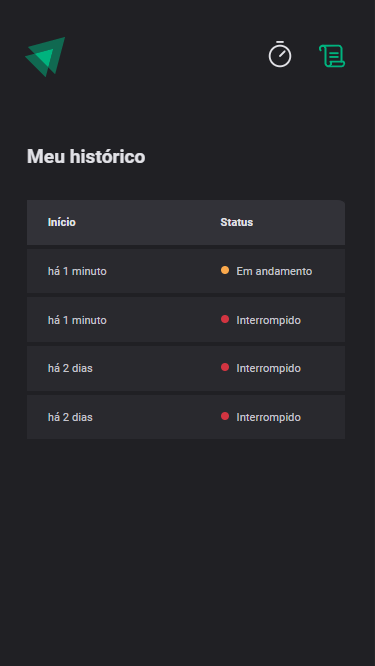 Meu histórico
Início Status
há 1 minuto Em andamento
há 1 minuto Interrompido
há 2 dias Interrompido
há 2 dias Interrompido